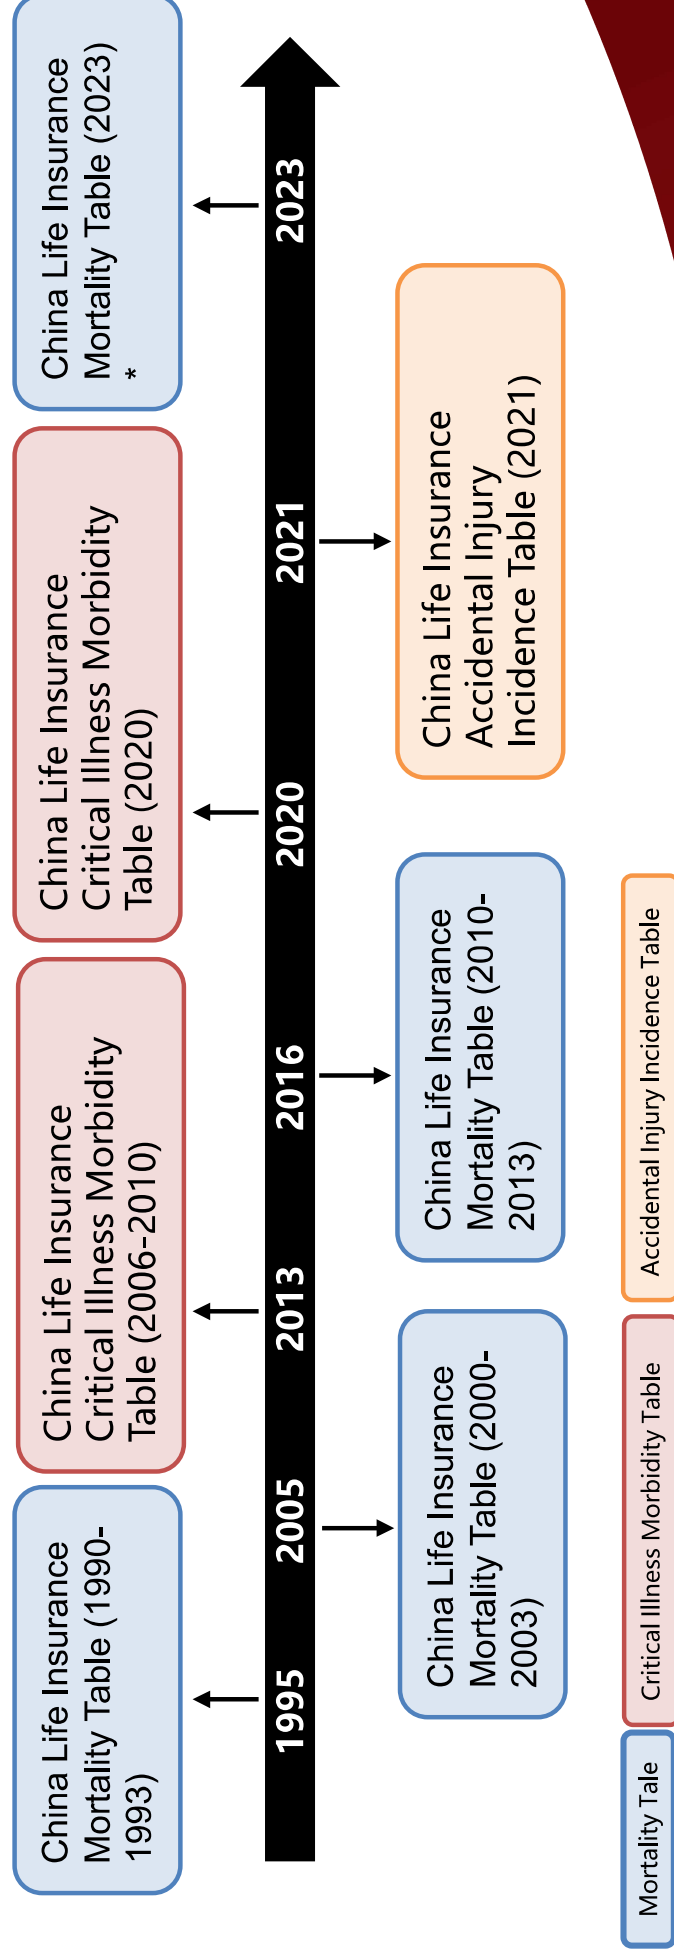 China Life Insurance
Mortality Table (1990-
1993)
China Life Insurance
Critical Illness Morbidity
Table (2006-2010)
China Life Insurance
Critical Illness Morbidity
Table (2020)
China Life Insurance
Mortality Table (2023)
*
1995
2005
2013
2016
2020
2021
2023
China Life Insurance
Mortality Table (2000-
2003)
China Life Insurance
Mortality Table (2010-
2013)
China Life Insurance
Accidental Injury
Incidence Table (2021)
Mortality Tale
Critical Illness Morbidity Table
Accidental Injury Incidence Table